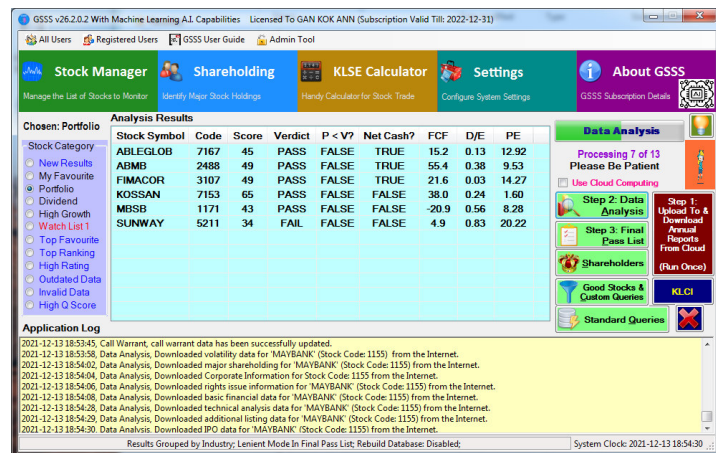 GSSS v26.2.0.2 With Machine Learning A.I. Capabilities Licensed To GAN KOK ANN (Subscription Valid Till: 2022-12-31)
All Users Registered Users GSSS User Guide Admin Tool
Stock Manager Shareholding KLSE Calculator Settings About GSSS
Manage the List of Stocks to Monitor Identify Major Stock Holdings Handy Calculator for Stock Trade Configure System Settings GSSS Subscription Details AI
Chosen: Portfolio
Stock Category
New Results
My Favourite
Portfolio
Dividend
High Growth
Watch List 1
Top Favourite
Top Ranking
High Rating
Outdated Data
Invalid Data
High Q Score
Analysis Results
Stock Symbol Code Score Verdict P < V? Net Cash? FCF D/E PE
ABLEGLOB 7167 45 PASS FALSE TRUE 15.2 0.13 12.92
ABMB 2488 49 PASS FALSE TRUE 55.4 0.38 9.53
FIMACOR 3107 49 PASS FALSE TRUE 21.6 0.03 14.27
KOSSAN 7153 65 PASS FALSE FALSE 38.0 0.24 1.60
MBSB 1171 43 PASS FALSE FALSE -20.9 0.56 8.28
SUNWAY 5211 34 FAIL FALSE FALSE 4.9 0.83 20.22
Data Analysis
Processing 7 of 13
Please Be Patient
Use Cloud Computing
Step 2: Data
Analysis
Step 3: Final
Pass List
Shareholders
Good Stocks &
Custom Queries
Standard Queries
Step 1:
Upload To &
Download
Annual
Reports
From Cloud
(Run Once)
KLCI
Application Log
2021-12-13 18:53:45, Call Warrant, call warrant data has been successfully updated.
2021-12-13 18:53:58, Data Analysis, Downloaded volatility data for 'MAYBANK' (Stock Code: 1155) from the Internet.
2021-12-13 18:54:02, Data Analysis, Downloaded major shareholding for 'MAYBANK' (Stock Code: 1155) from the Internet.
2021-12-13 18:54:04, Data Analysis, Downloaded Corporate Information for Stock Code: 1155 from the Internet.
2021-12-13 18:54:06, Data Analysis, Downloaded rights issue information for 'MAYBANK' (Stock Code: 1155) from the Internet.
2021-12-13 18:54:08, Data Analysis, Downloaded basic financial data for 'MAYBANK' (Stock Code: 1155) from the Internet.
2021-12-13 18:54:28, Data Analysis, Downloaded technical analysis data for 'MAYBANK' (Stock Code: 1155) from the Internet.
2021-12-13 18:54:29, Data Analysis, Downloaded additional listing data for 'MAYBANK' (Stock Code: 1155) from the Internet.
2021-12-13 18:54:30, Data Analysis, Downloaded IPO data for 'MAYBANK' (Stock Code: 1155) from the Internet.
Results Grouped by Industry; Lenient Mode In Final Pass List; Rebuild Database: Disabled; System Clock: 2021-12-13 18:54:30